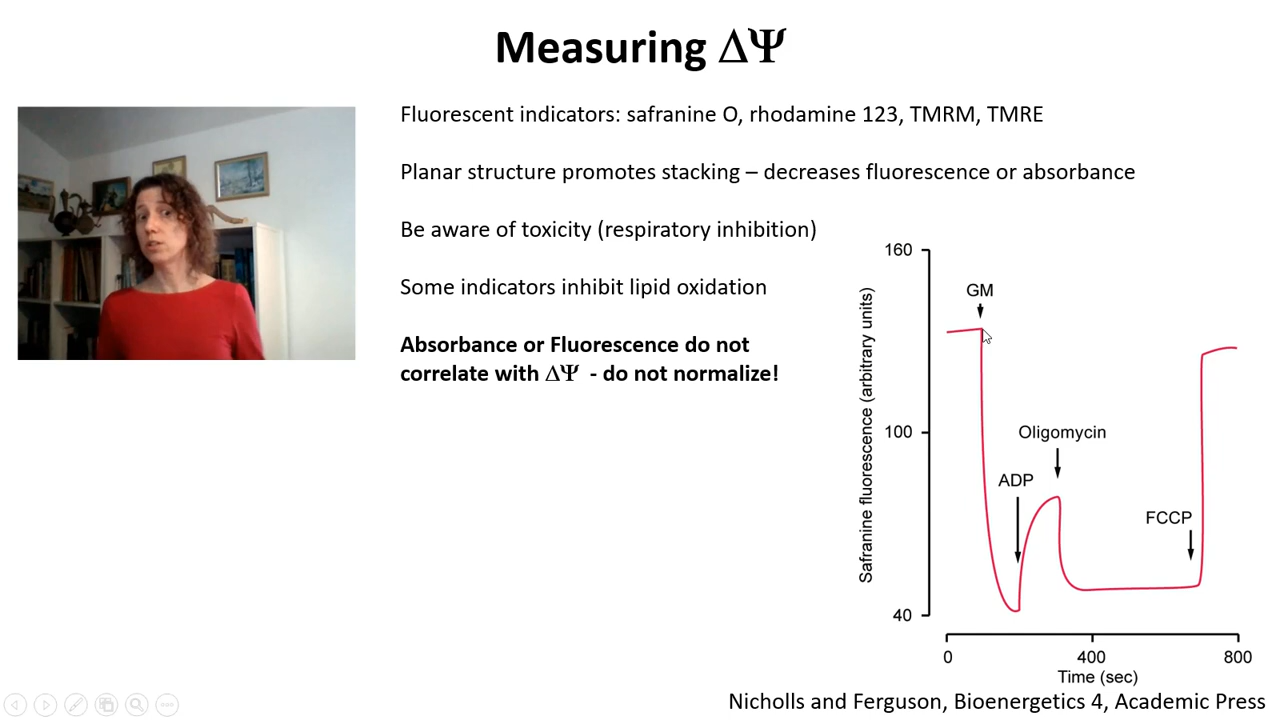 Measuring ΔΨ
Fluorescent indicators: safranine O, rhodamine 123, TMRM, TMRE
Planar structure promotes stacking – decreases fluorescence or absorbance
Be aware of toxicity (respiratory inhibition)
Some indicators inhibit lipid oxidation
Absorbance or Fluorescence do not
correlate with ΔΨ - do not normalize!
Safranine fluorescence (arbitrary units)
160
100
40
GM
ADP
Oligomycin
FCCP
0 400 800
Time (sec)
Nicholls and Ferguson, Bioenergetics 4, Academic Press